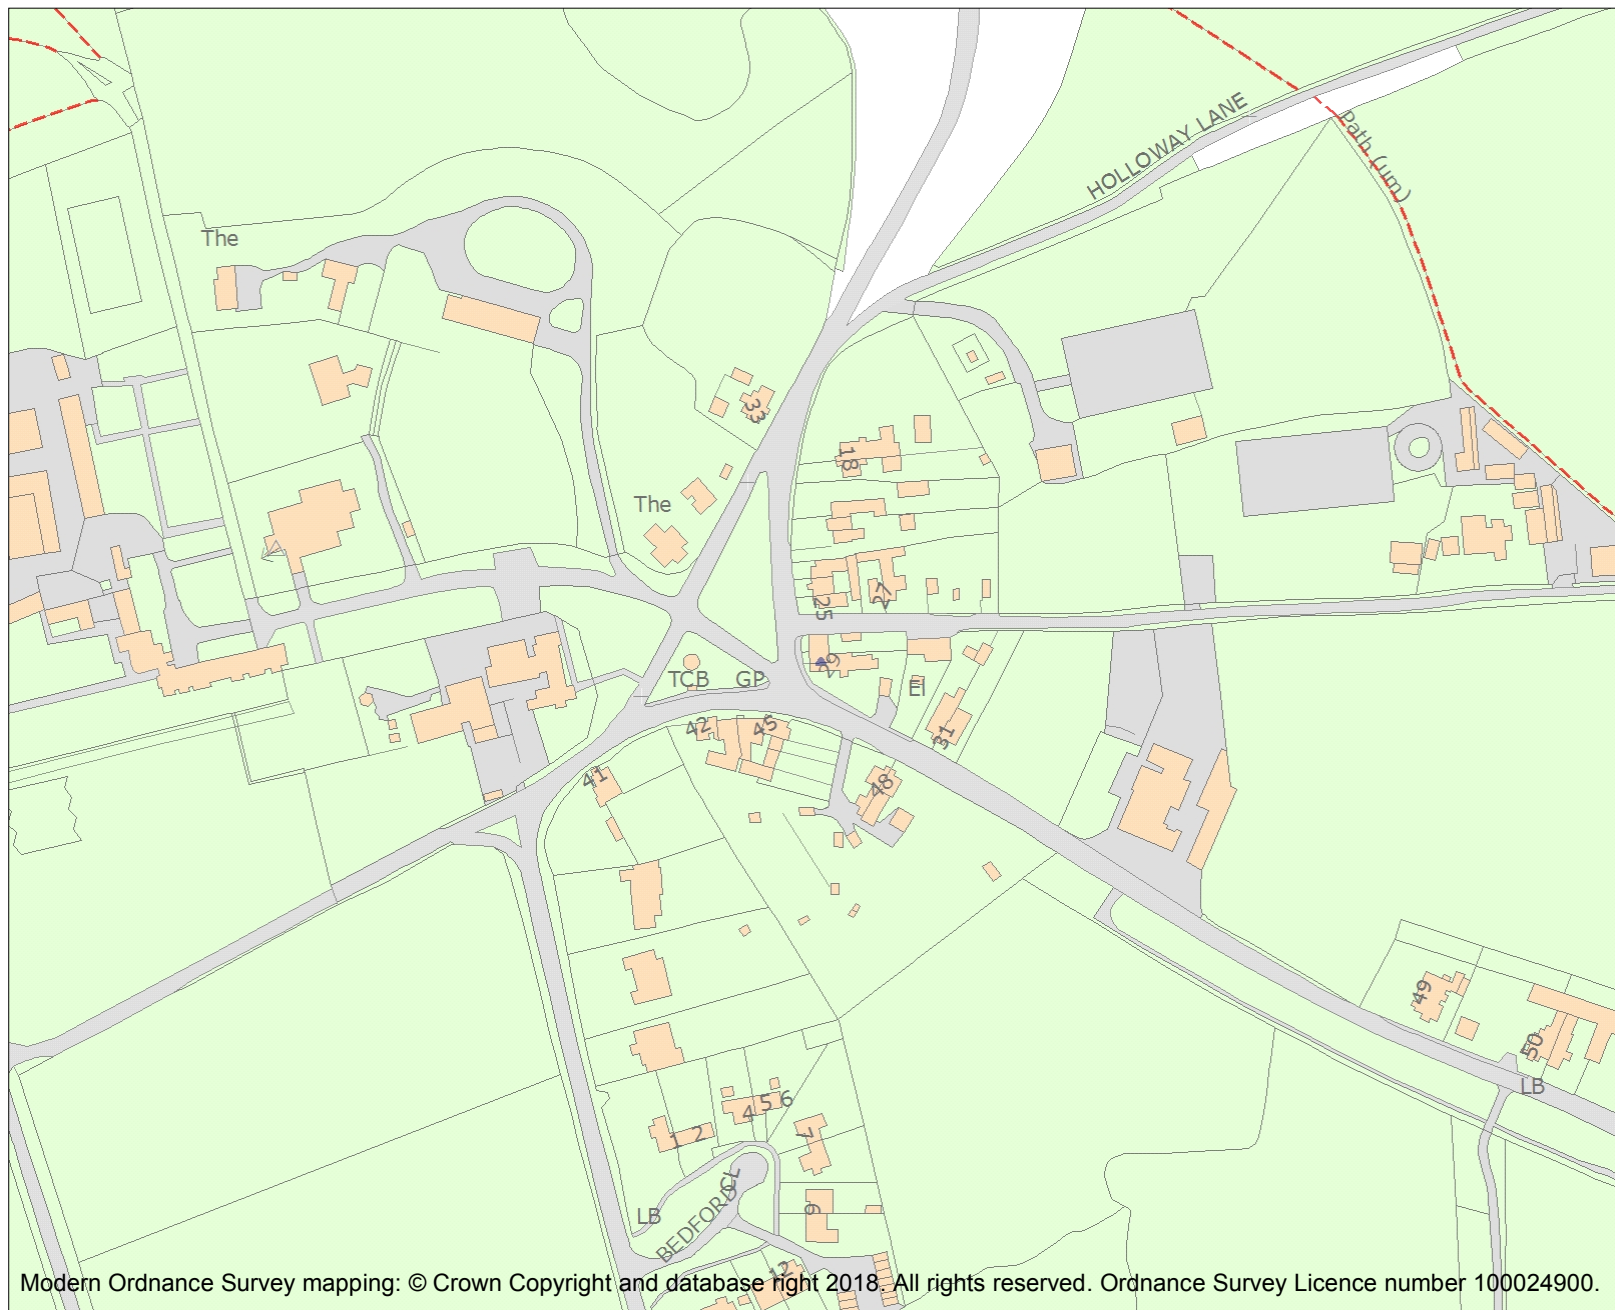 HOLLOWAY LANE
Path (um)
The
33
18
The
25
27
29
TCB
GP
El
42
45
31
41
48
49
50
LB
4 5 6
1 2
7
CL
BEDFORD
LB
9
12
Modern Ordnance Survey mapping: © Crown Copyright and database right 2018. All rights reserved. Ordnance Survey Licence number 100024900.